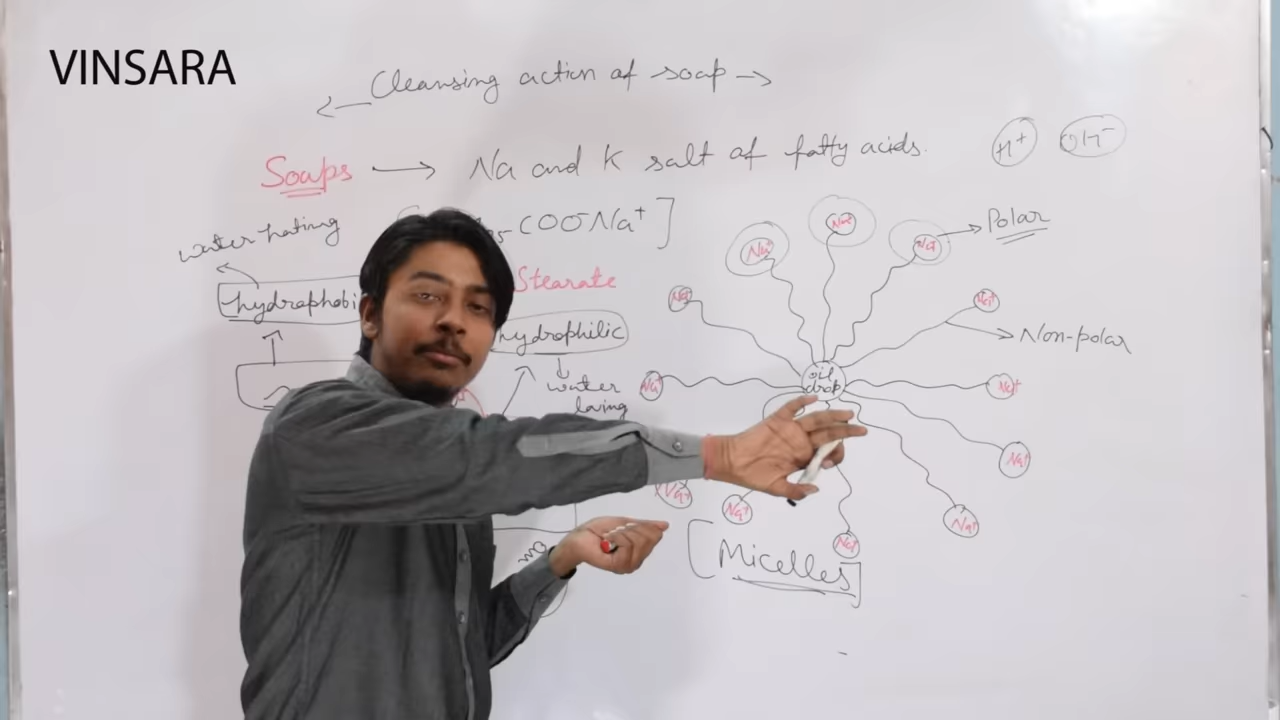 VINSARA
Cleansing action of soap
Soaps → Na and K salt of fatty acids.
H+ OH-
COO-Na+]
Stearate
water hating
hydrophobi
hydrophilic
water
loving
Na+
Na+
Na
Polar
Na+
Na+
Non-polar
oil
drop
Na+
Na+
Na+
Na+
Na+
Na+
Na+
[Micelles]